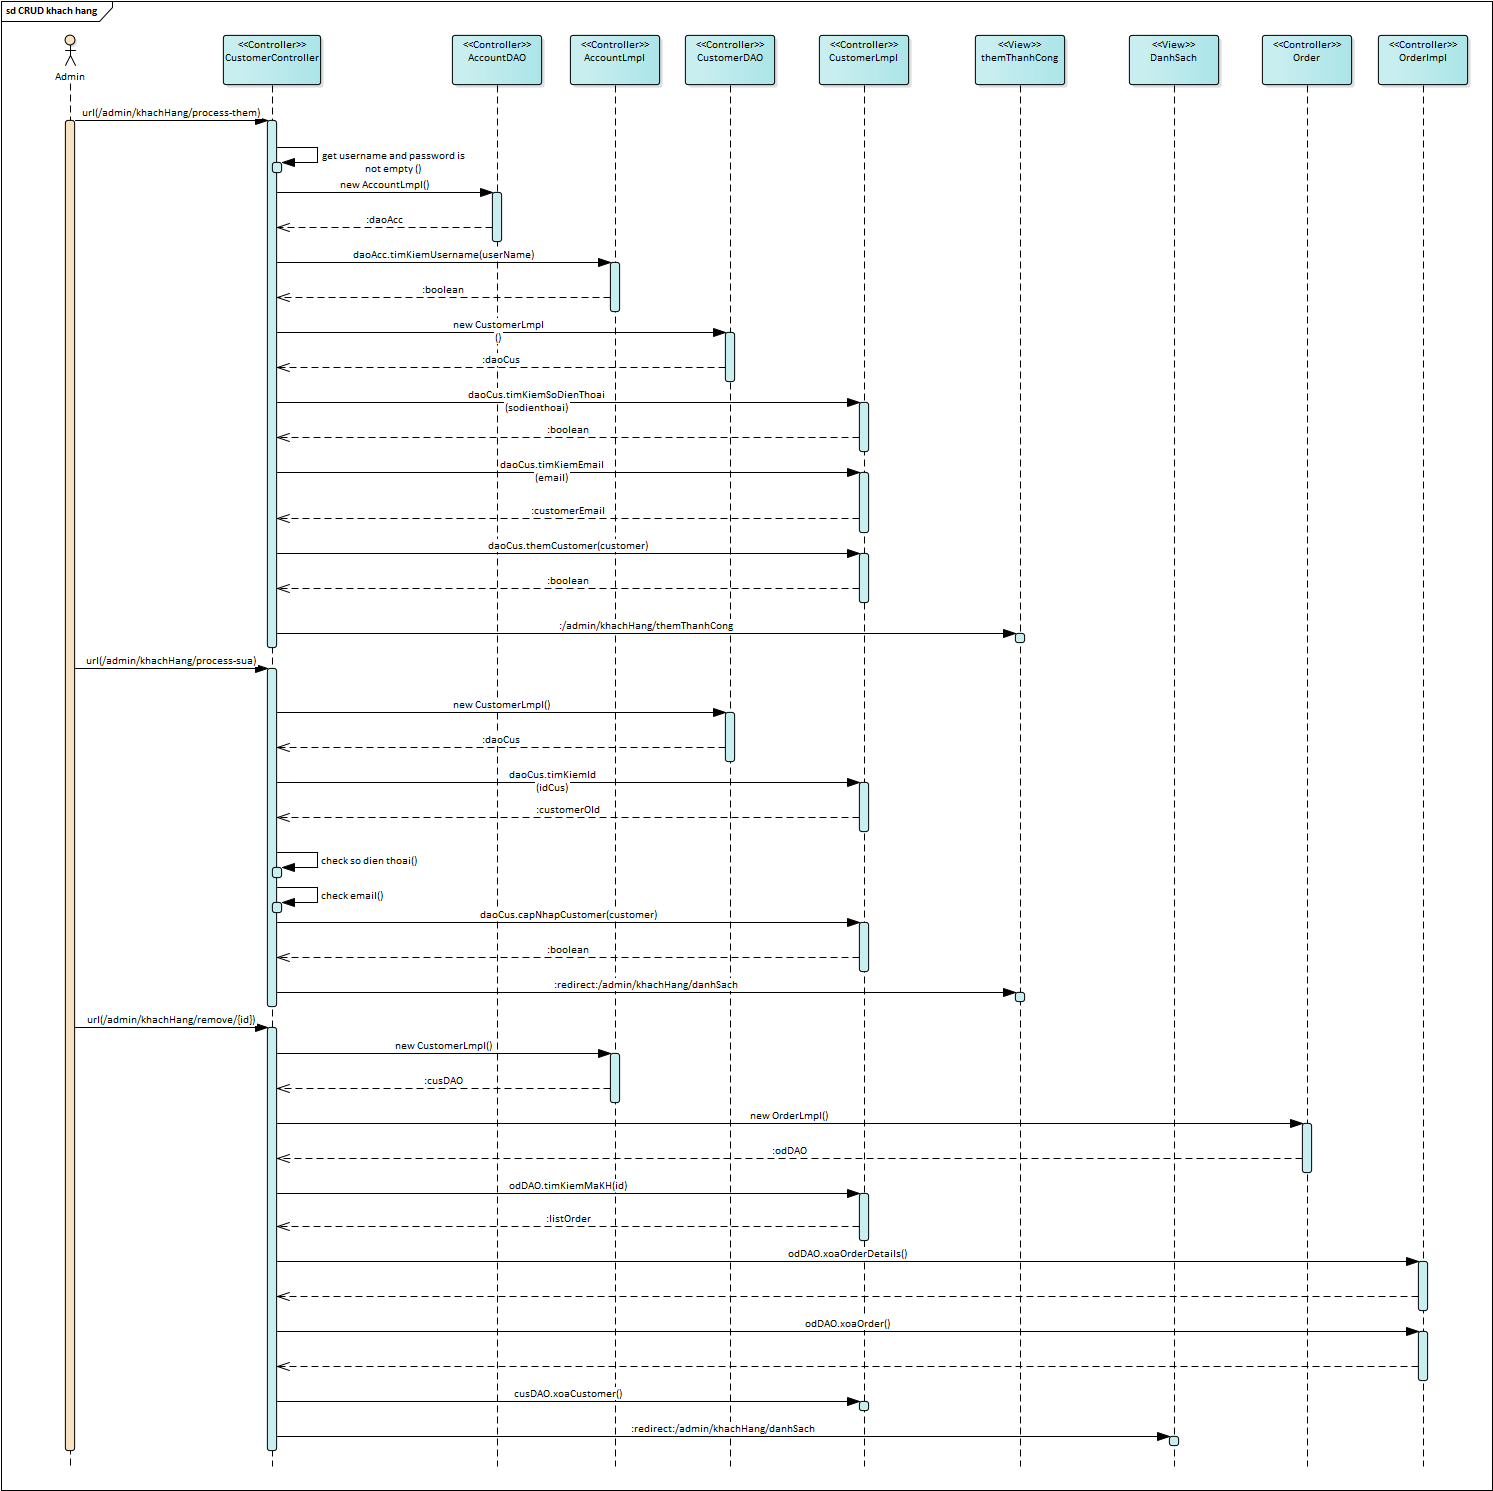 sd CRUD khach hang
Admin
<<Controller>>
CustomerController
<<Controller>>
AccountDAO
<<Controller>>
AccountLmpl
<<Controller>>
CustomerDAO
<<Controller>>
CustomerLmpl
<<View>>
themThanhCong
<<View>>
DanhSach
<<Controller>>
Order
<<Controller>>
OrderImpl
url(/admin/khachHang/process-them)
get username and password is
not empty ()
new AccountLmpl()
:daoAcc
daoAcc.timKiemUsername(userName)
:boolean
new CustomerLmpl
()
:daoCus
daoCus.timKiemSoDienThoai
(sodienthoai)
:boolean
daoCus.timKiemEmail
(email)
:customerEmail
daoCus.themCustomer(customer)
:boolean
:/admin/khachHang/themThanhCong
url(/admin/khachHang/process-sua)
new CustomerLmpl()
:daoCus
daoCus.timKiemId
(idCus)
:customerOld
check so dien thoai()
check email()
daoCus.capNhapCustomer(customer)
:boolean
:redirect:/admin/khachHang/danhSach
url(/admin/khachHang/remove/{id})
new CustomerLmpl()
:cusDAO
new OrderLmpl()
:odDAO
odDAO.timKiemMaKH(id)
:listOrder
odDAO.xoaOrderDetails()
odDAO.xoaOrder()
cusDAO.xoaCustomer()
:redirect:/admin/khachHang/danhSach